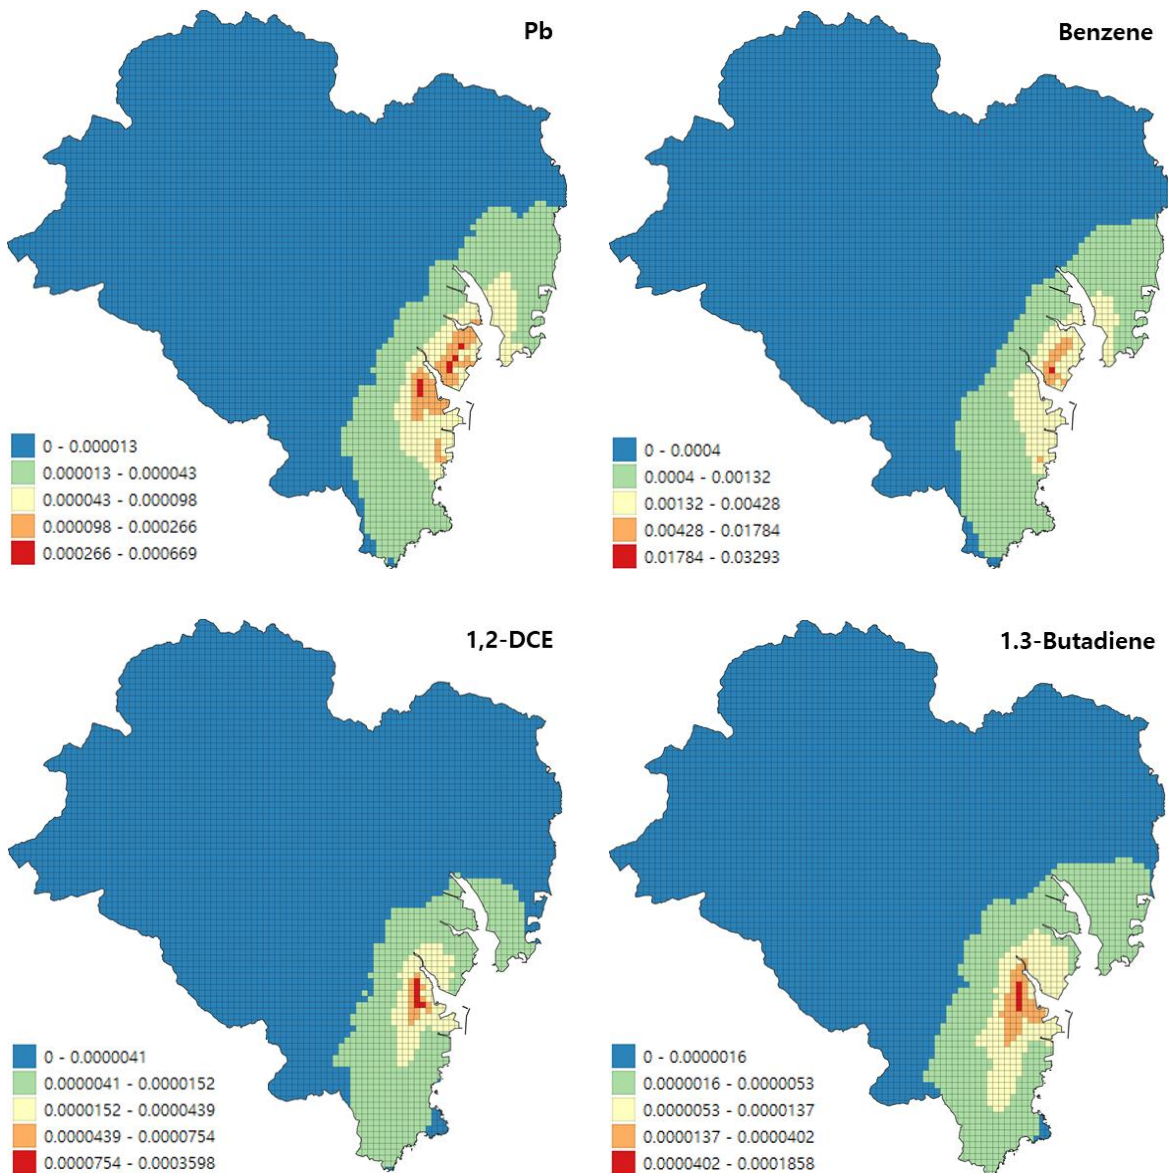 Pb
0 - 0.000013
0.000013 - 0.000043
0.000043 - 0.000098
0.000098 - 0.000266
0.000266 - 0.000669
Benzene
0 - 0.0004
0.0004 - 0.00132
0.00132 - 0.00428
0.00428 - 0.01784
0.01784 - 0.03293
1,2-DCE
0 - 0.0000041
0.0000041 - 0.0000152
0.0000152 - 0.0000439
0.0000439 - 0.0000754
0.0000754 - 0.0003598
1.3-Butadiene
0 - 0.0000016
0.0000016 - 0.0000053
0.0000053 - 0.0000137
0.0000137 - 0.0000402
0.0000402 - 0.0001858